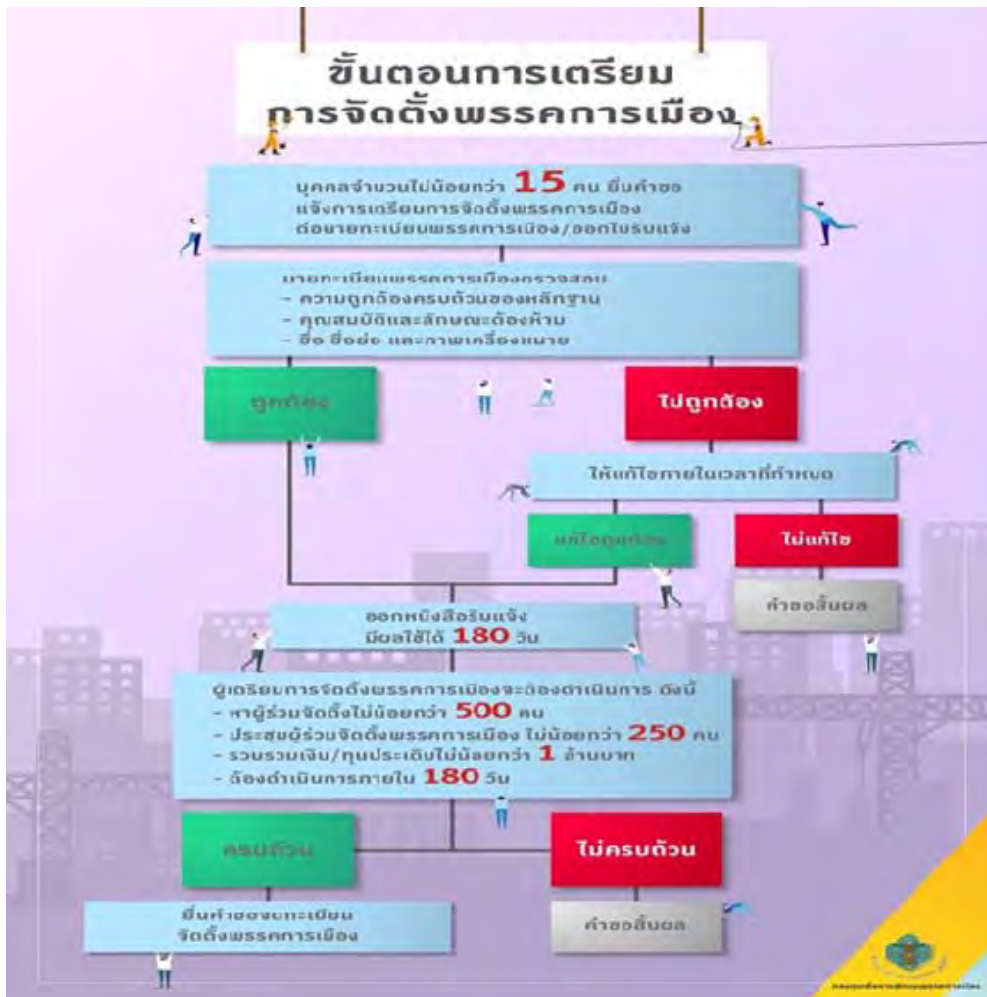 ขั้นตอนการเตรียม
การจัดตั้งพรรคการเมือง
บุคคลจำนวนไม่น้อยกว่า 15 คน ยื่นคำขอ
แจ้งการเตรียมการจัดตั้งพรรคการเมือง
ต่อนายทะเบียนพรรคการเมือง/ออกใบรับแจ้ง
นายทะเบียนพรรคการเมืองตรวจสอบ
- ความถูกต้องครบถ้วนของหลักฐาน
- คุณสมบัติและลักษณะต้องห้าม
- ชื่อ ชื่อย่อ และภาพเครื่องหมาย
ถูกต้อง
ไม่ถูกต้อง
ให้แก้ไขภายในเวลาที่กำหนด
แก้ไขถูกต้อง
ไม่แก้ไข
คำขอสิ้นผล
ออกหนังสือรับแจ้ง
มีผลใช้ได้ 180 วัน
ผู้เตรียมการจัดตั้งพรรคการเมืองจะต้องดำเนินการ ดังนี้
- หาผู้ร่วมจัดตั้งไม่น้อยกว่า 500 คน
- ประชุมผู้ร่วมจัดตั้งพรรคการเมือง ไม่น้อยกว่า 250 คน
- รวบรวมเงิน/ทุนประเดิมไม่น้อยกว่า 1 ล้านบาท
- ต้องดำเนินการภายใน 180 วัน
ครบถ้วน
ไม่ครบถ้วน
ยื่นคำขอจดทะเบียน
จัดตั้งพรรคการเมือง
คำขอสิ้นผล